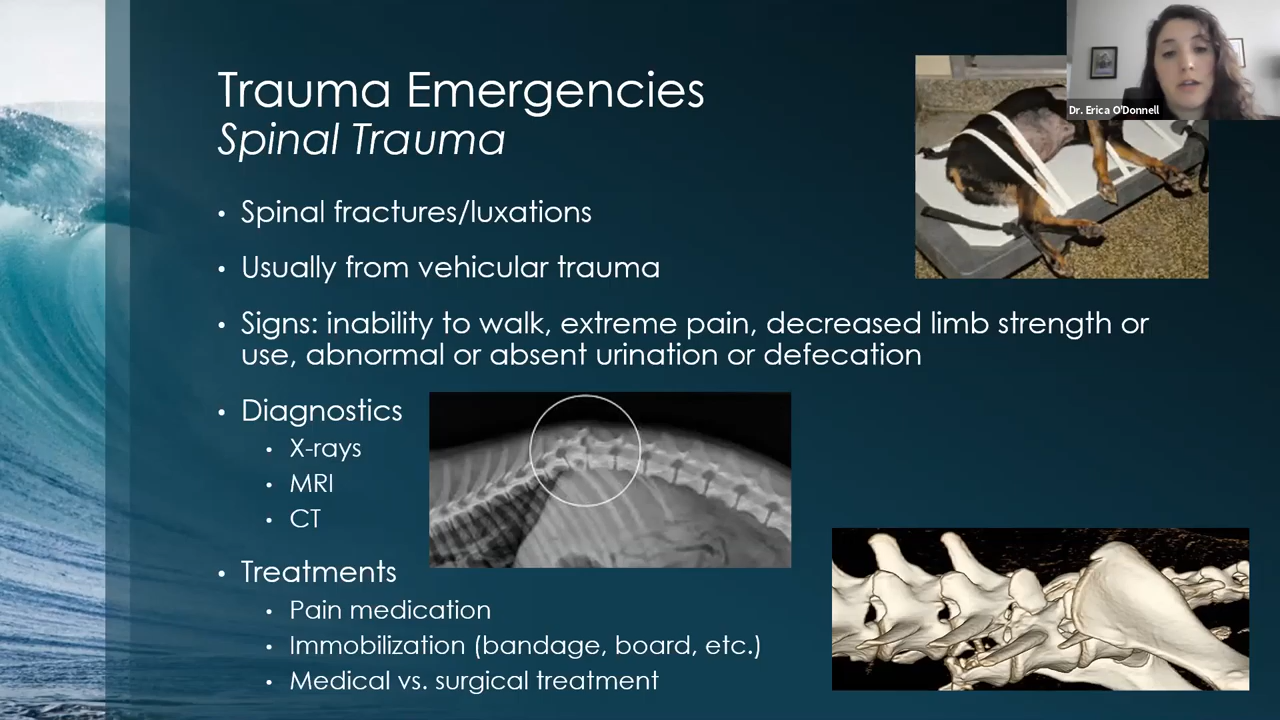 Trauma Emergencies
Spinal Trauma
• Spinal fractures/luxations
• Usually from vehicular trauma
• Signs: inability to walk, extreme pain, decreased limb strength or
use, abnormal or absent urination or defecation
• Diagnostics
• X-rays
• MRI
• CT
• Treatments
• Pain medication
• Immobilization (bandage, board, etc.)
• Medical vs. surgical treatment
Dr. Erica O'Donnell